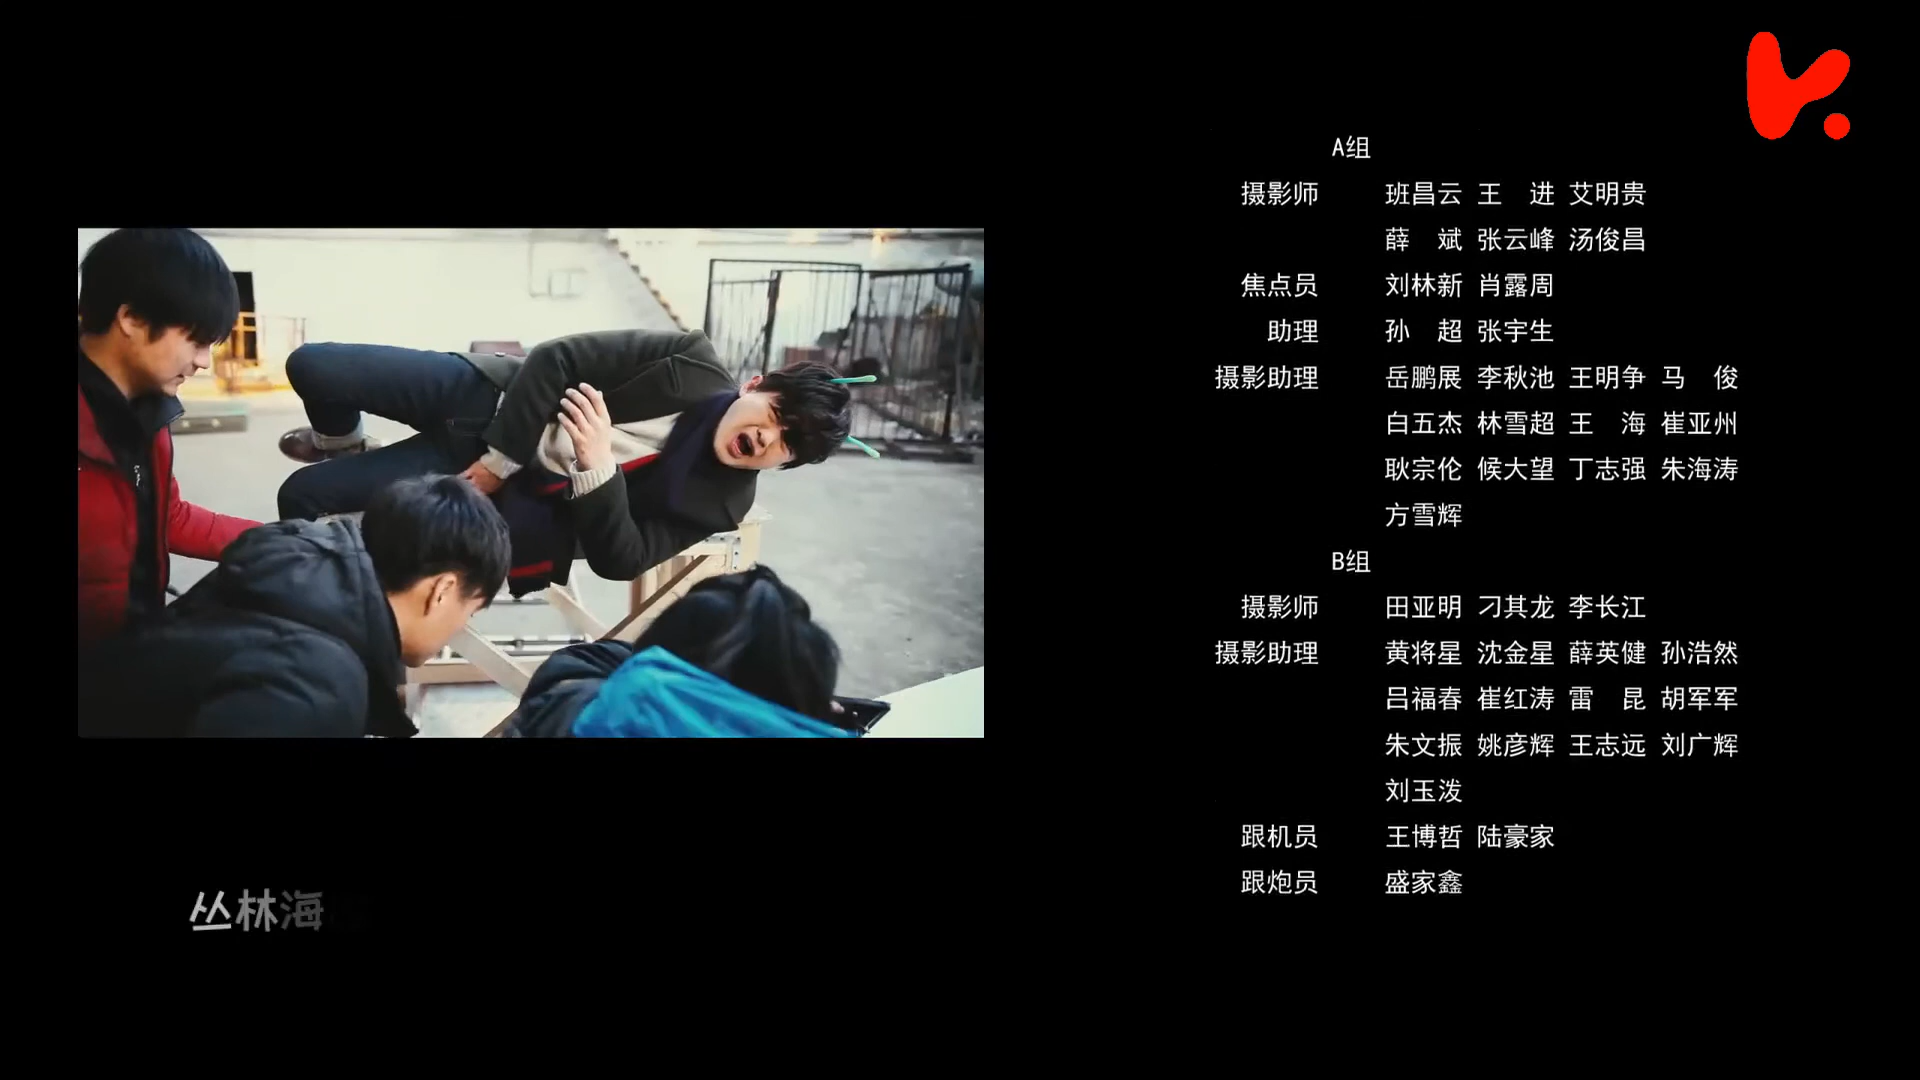 A组
摄影师 班昌云 王 进 艾明贵
薛 斌 张云峰 汤俊昌
焦点员 刘林新 肖露周
助理 孙 超 张宇生
摄影助理 岳鹏展 李秋池 王明争 马 俊
白五杰 林雪超 王 海 崔亚州
耿宗伦 候大望 丁志强 朱海涛
方雪辉
B组
摄影师 田亚明 刁其龙 李长江
摄影助理 黄将星 沈金星 薛英健 孙浩然
吕福春 崔红涛 雷 昆 胡军军
朱文振 姚彦辉 王志远 刘广辉
刘玉泼
跟机员 王博哲 陆豪家
跟炮员 盛家鑫
丛林海